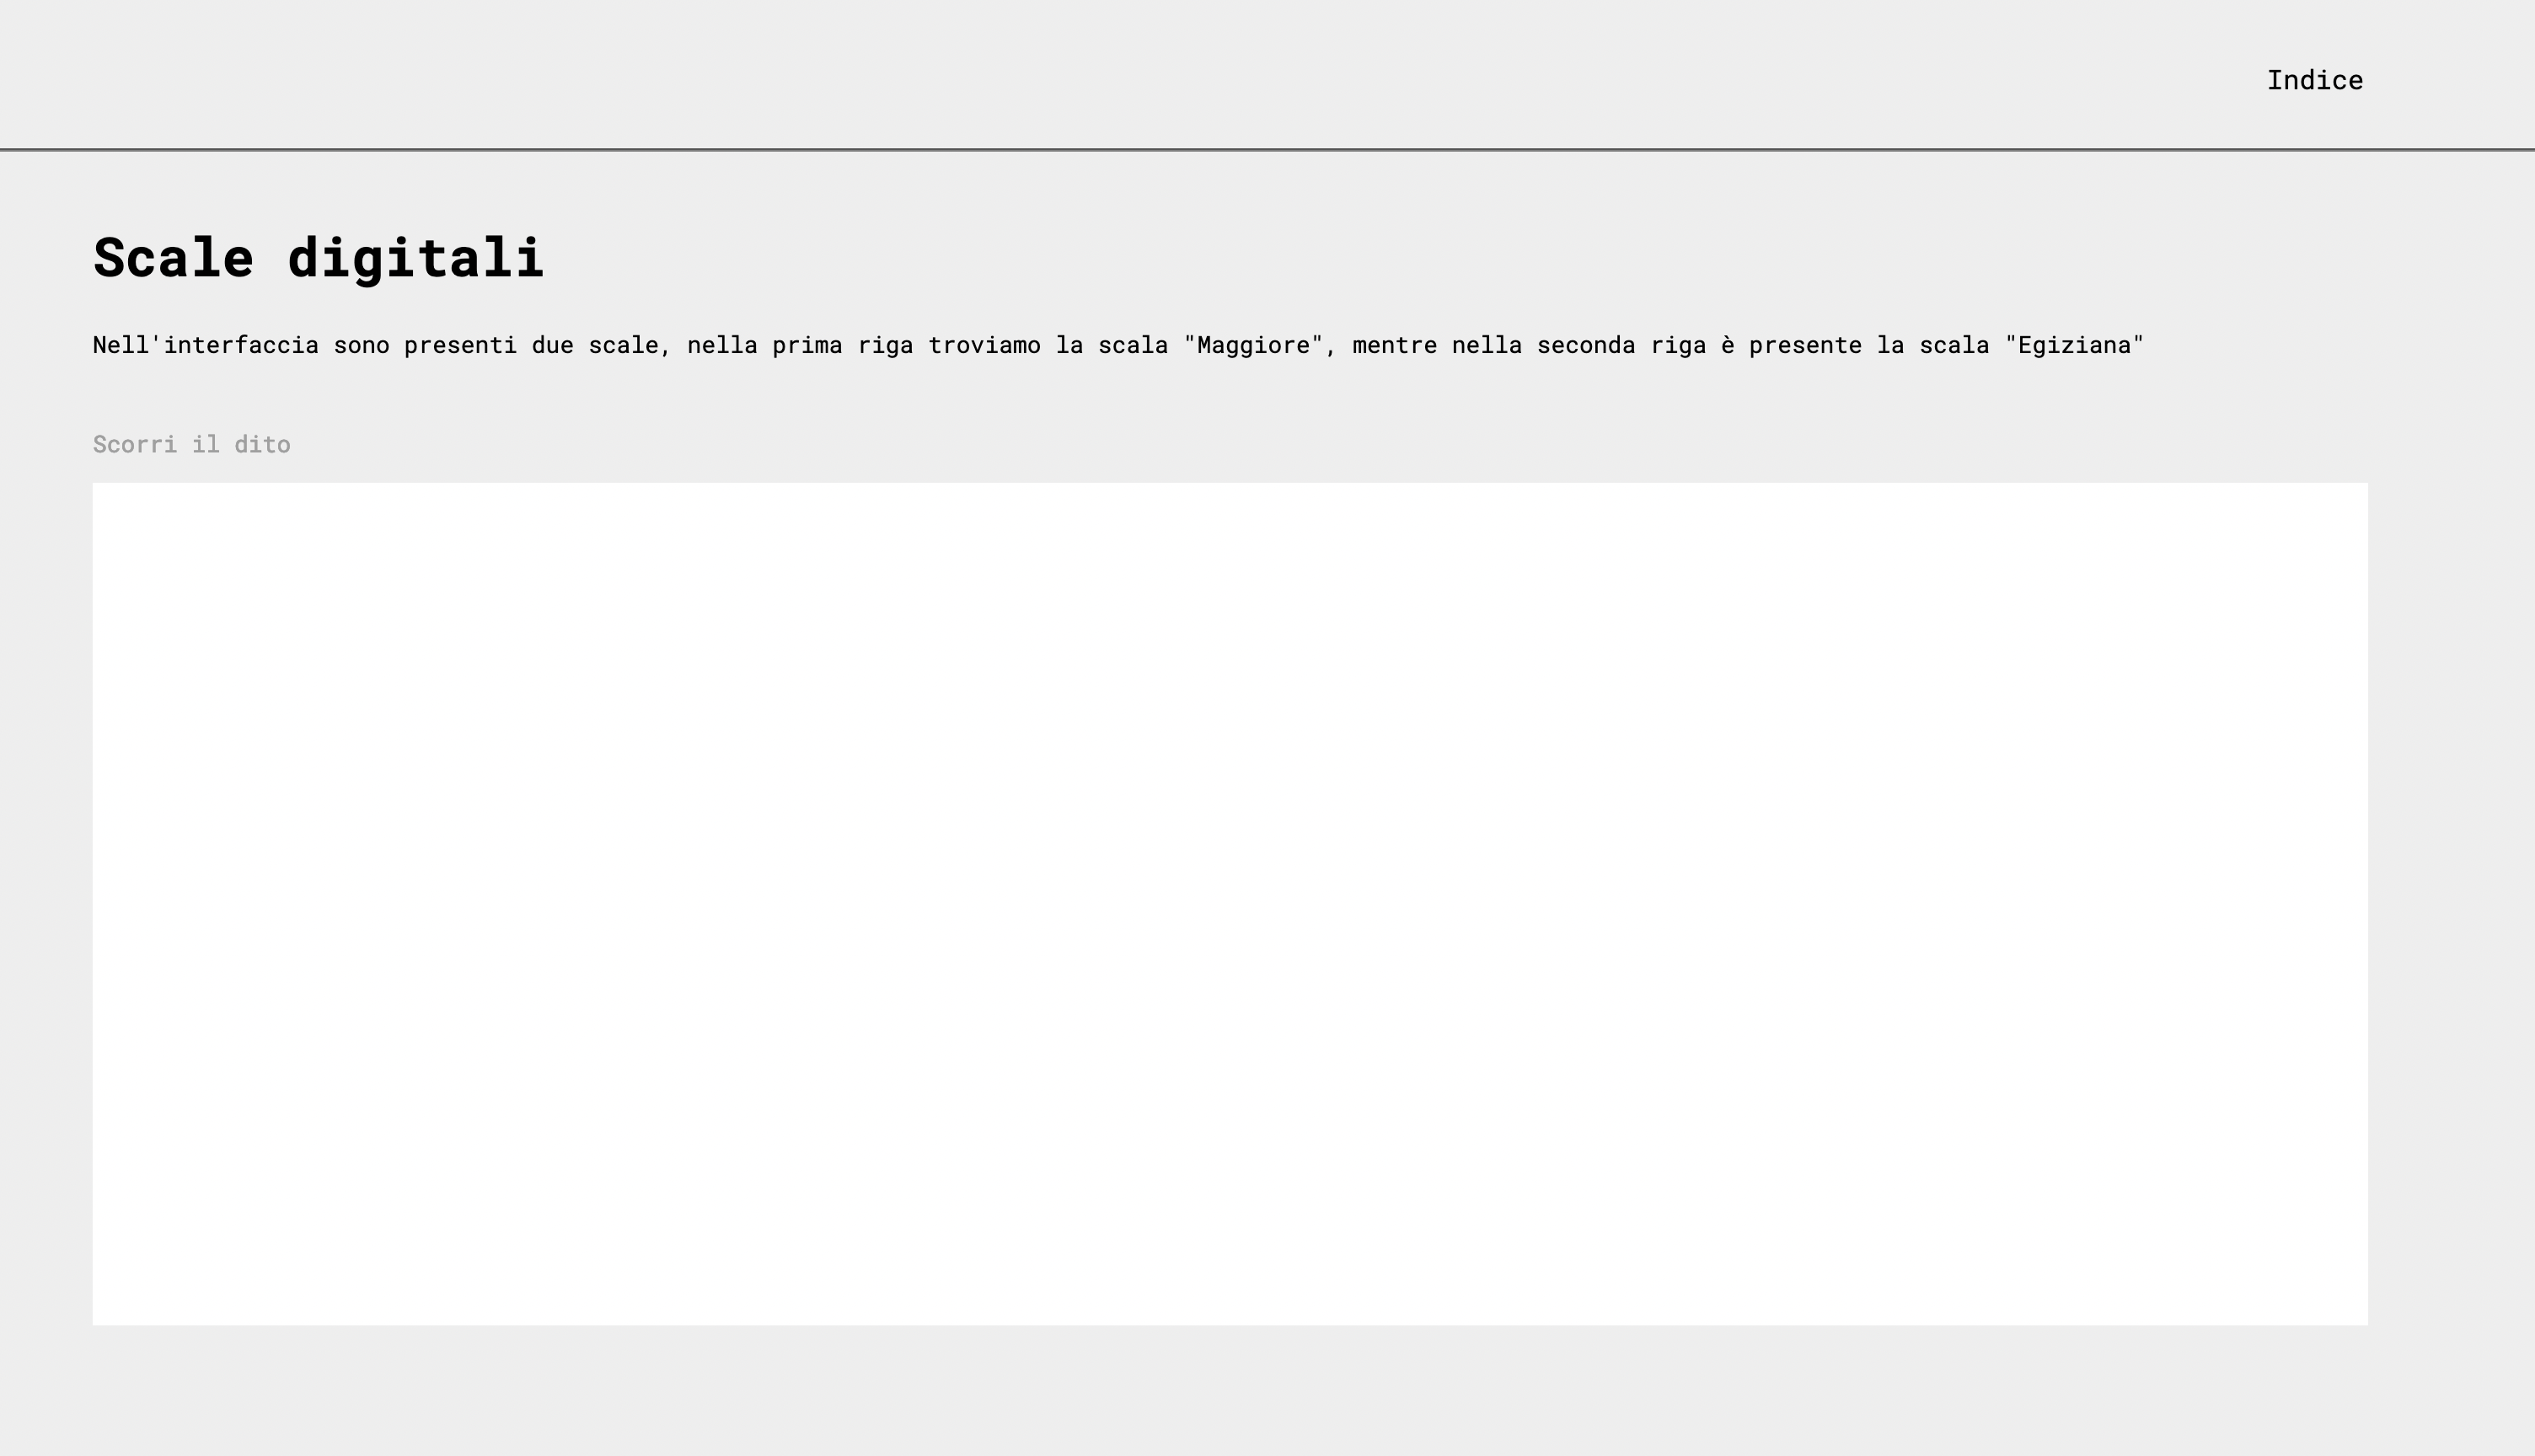 Indice
Scale digitali
Nell'interfaccia sono presenti due scale, nella prima riga troviamo la scala "Maggiore", mentre nella seconda riga è presente la scala "Egiziana"
Scorri il dito